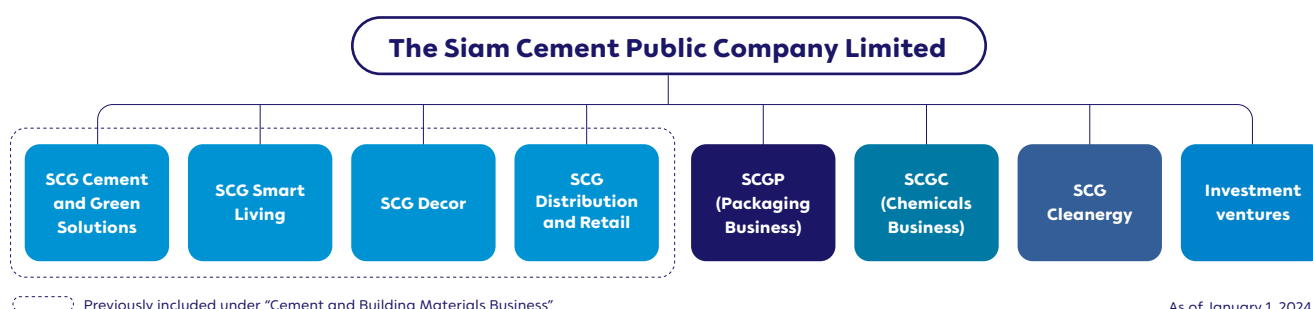 The Siam Cement Public Company Limited
SCG Cement
and Green
Solutions
SCG Smart
Living
SCG Decor
SCG
Distribution
and Retail
SCGP
(Packaging
Business)
SCGC
(Chemicals
Business)
SCG
Cleanergy
Investment
ventures
Previously included under “Cement and Building Materials Business”
As of January 1, 2024